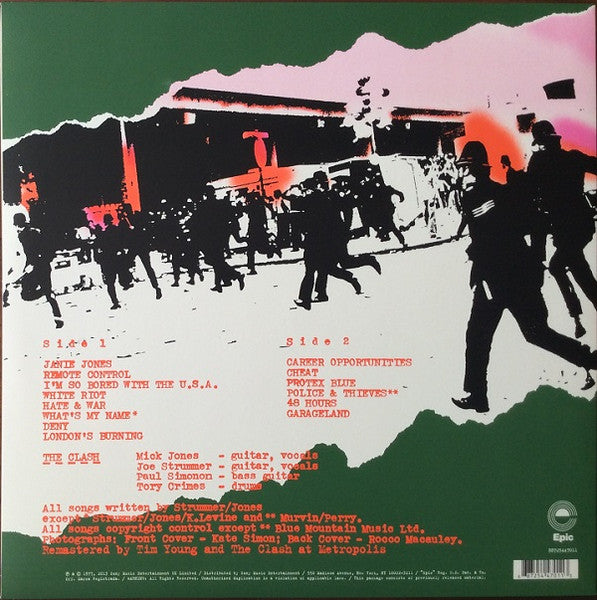 Side 1
JANIE JONES
REMOTE CONTROL
I'M SO BORED WITH THE U.S.A.
WHITE RIOT
HATE & WAR
WHAT'S MY NAME*
DENY
LONDON'S BURNING
Side 2
CAREER OPPORTUNITIES
CHEAT
PROTEX BLUE
POLICE & THIEVES**
48 HOURS
GARAGELAND
THE CLASH Mick Jones - guitar, vocals
Joe Strummer - guitar, vocals
Paul Simonon - bass guitar
Tory Crimes - drums
All songs written by Strummer/Jones
except * Strummer/Jones/K.Levine and ** Murvin/Perry.
All songs copyright control except ** Blue Mountain Music Ltd.
Photographs; Front Cover - Kate Simon; Back Cover - Rocco Macauley.
Remastered by Tim Young and The Clash at Metropolis
Epic
88725447011